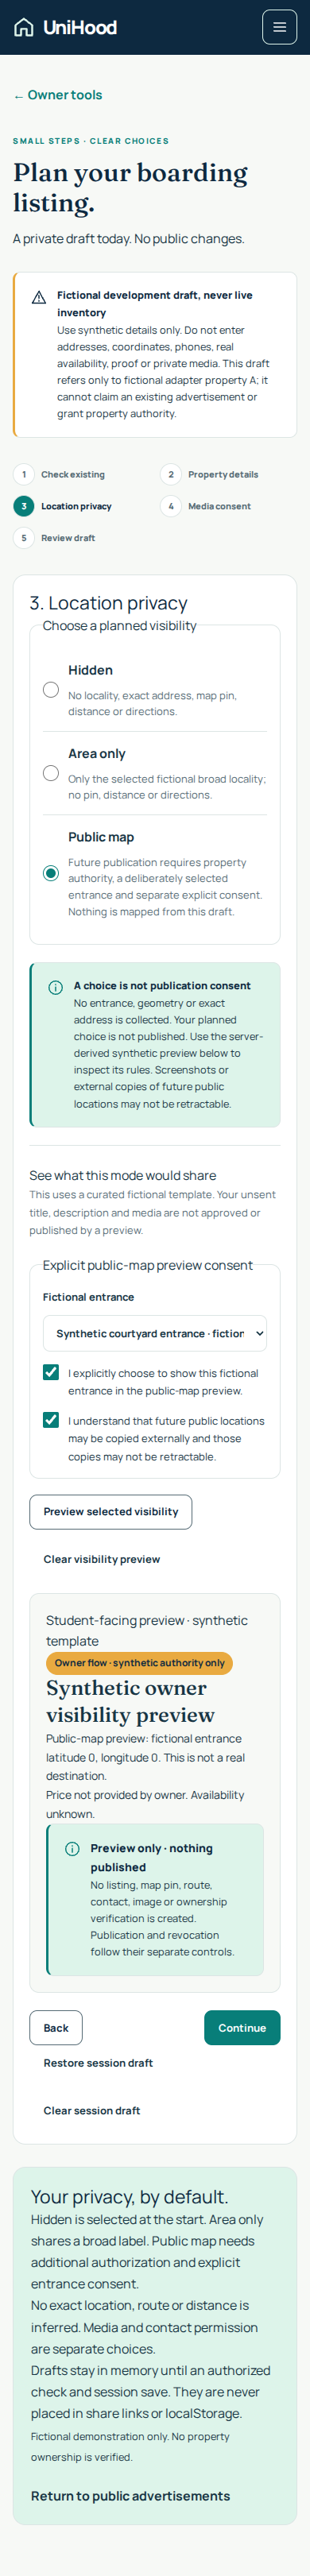 UniHood
← Owner tools
SMALL STEPS · CLEAR CHOICES
Plan your boarding
listing.
A private draft today. No public changes.
Fictional development draft, never live
inventory
Use synthetic details only. Do not enter
addresses, coordinates, phones, real
availability, proof or private media. This draft
refers only to fictional adapter property A; it
cannot claim an existing advertisement or
grant property authority.
1 Check existing
2 Property details
3 Location privacy
4 Media consent
5 Review draft
3. Location privacy
Choose a planned visibility
Hidden
No locality, exact address, map pin,
distance or directions.
Area only
Only the selected fictional broad locality;
no pin, distance or directions.
Public map
Future publication requires property
authority, a deliberately selected
entrance and separate explicit consent.
Nothing is mapped from this draft.
A choice is not publication consent
No entrance, geometry or exact
address is collected. Your planned
choice is not published. Use the server-
derived synthetic preview below to
inspect its rules. Screenshots or
external copies of future public
locations may not be retractable.
See what this mode would share
This uses a curated fictional template. Your unsent
title, description and media are not approved or
published by a preview.
Explicit public-map preview consent
Fictional entrance
Synthetic courtyard entrance · fiction
I explicitly choose to show this fictional
entrance in the public-map preview.
I understand that future public locations
may be copied externally and those
copies may not be retractable.
Preview selected visibility
Clear visibility preview
Student-facing preview · synthetic
template
Owner flow · synthetic authority only
Synthetic owner
visibility preview
Public-map preview: fictional entrance
latitude 0, longitude 0. This is not a real
destination.
Price not provided by owner. Availability
unknown.
Preview only · nothing
published
No listing, map pin, route,
contact, image or ownership
verification is created.
Publication and revocation
follow their separate controls.
Back
Continue
Restore session draft
Clear session draft
Your privacy, by default.
Hidden is selected at the start. Area only
shares a broad label. Public map needs
additional authorization and explicit
entrance consent.
No exact location, route or distance is
inferred. Media and contact permission
are separate choices.
Drafts stay in memory until an authorized
check and session save. They are never
placed in share links or localStorage.
Fictional demonstration only. No property
ownership is verified.
Return to public advertisements